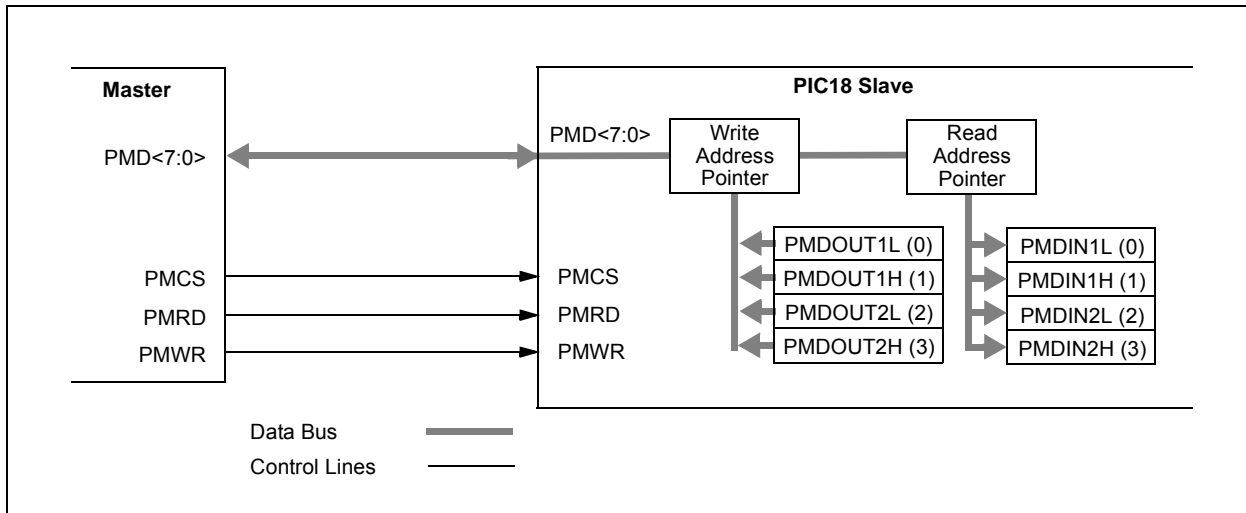 Master
PMD<7:0>
PMCS
PMRD
PMWR
PIC18 Slave
PMD<7:0>
Write
Address
Pointer
Read
Address
Pointer
PMCS
PMRD
PMWR
PMDOUT1L (0)
PMDOUT1H (1)
PMDOUT2L (2)
PMDOUT2H (3)
PMDIN1L (0)
PMDIN1H (1)
PMDIN2L (2)
PMDIN2H (3)
Data Bus
Control Lines